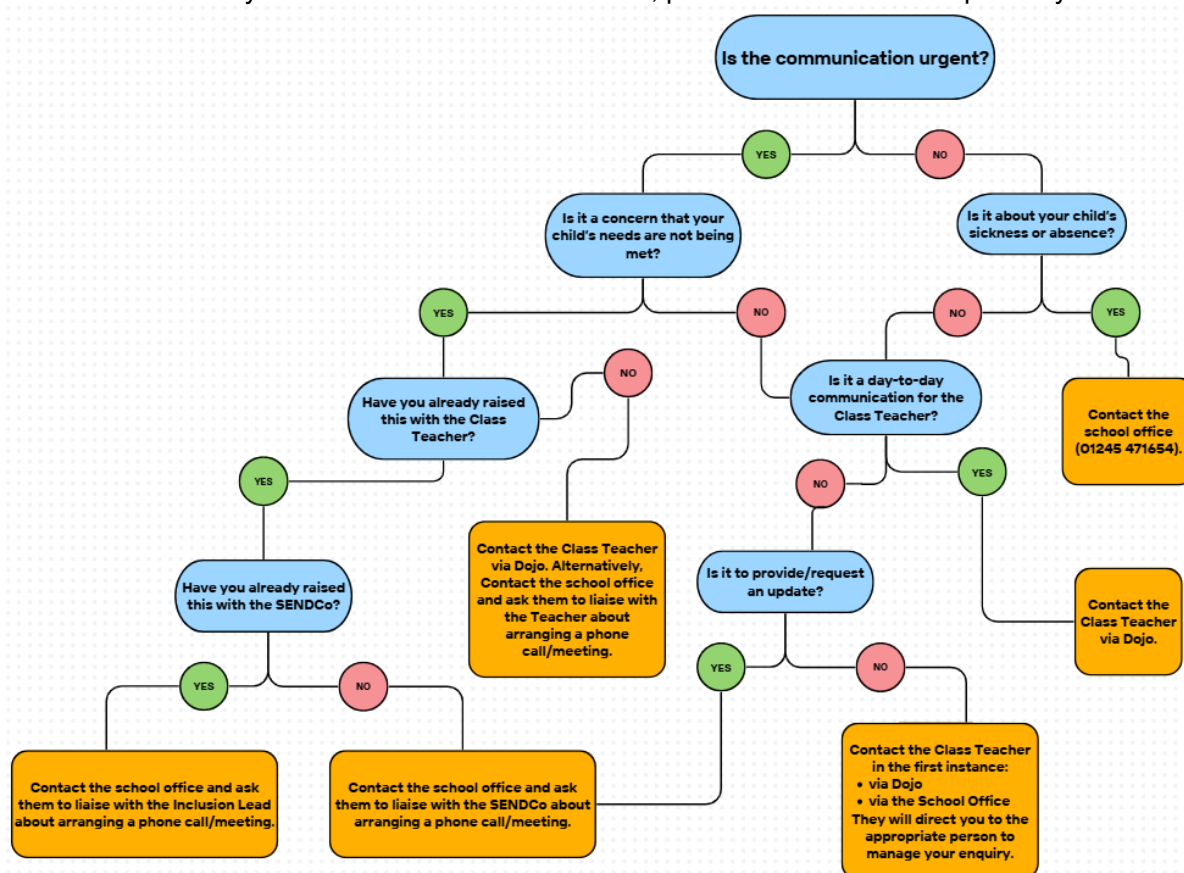 Is the communication urgent?
YES
NO
Is it a concern that your
child's needs are not being
met?
Is it about your child's
sickness or absence?
YES
NO
NO
YES
NO
Have you already raised
this with the Class
Teacher?
Is it a day-to-day
communication for the
Class Teacher?
Contact the
school office
(01245 471654).
YES
NO
YES
Contact the Class Teacher
via Dojo. Alternatively,
Contact the school office
and ask them to liaise with
the Teacher about
arranging a phone
call/meeting.
Have you already raised
this with the SENDCo?
Is it to provide/request
an update?
Contact the
Class Teacher
via Dojo.
YES
NO
YES
NO
Contact the school office and ask
them to liaise with the Inclusion Lead
about arranging a phone call/meeting.
Contact the school office and ask
them to liaise with the SENDCo about
arranging a phone call/meeting.
Contact the Class Teacher
in the first instance:
• via Dojo
• via the School Office
They will direct you to the
appropriate person to
manage your enquiry.